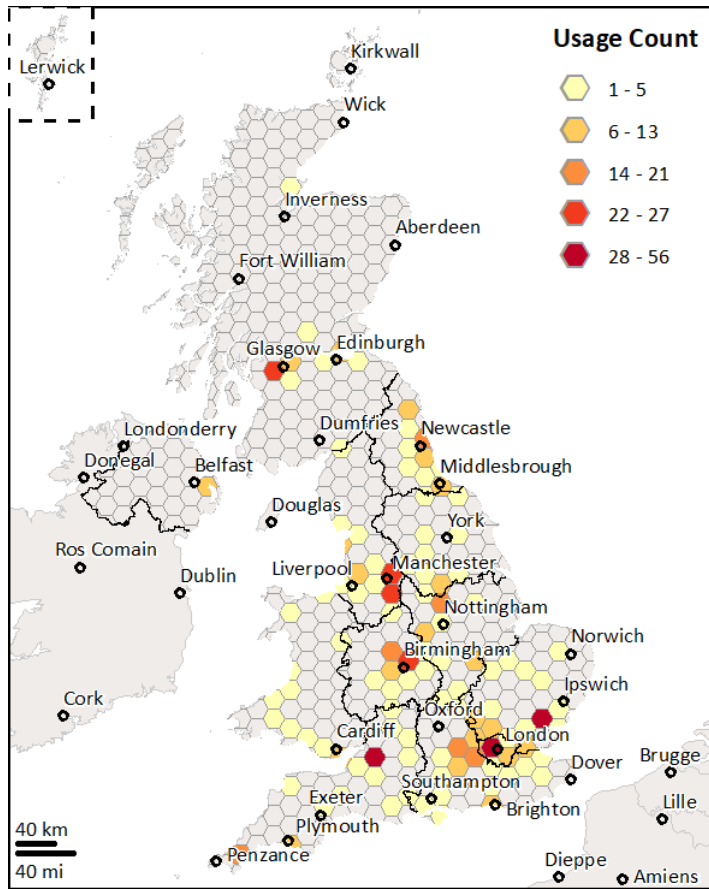 Usage Count
1 - 5
6 - 13
14 - 21
22 - 27
28 - 56
Lerwick
Kirkwall
Wick
Inverness
Aberdeen
Fort William
Glasgow
Edinburgh
Dumfries
Newcastle
Londonderry
Donegal
Belfast
Middlesbrough
Douglas
York
Ros Comain
Dublin
Liverpool
Manchester
Nottingham
Norwich
Birmingham
Ipswich
Cork
Oxford
Cardiff
London
Dover
Brugge
Southampton
Brighton
Lille
Exeter
Plymouth
Penzance
Dieppe
Amiens
40 km
40 mi